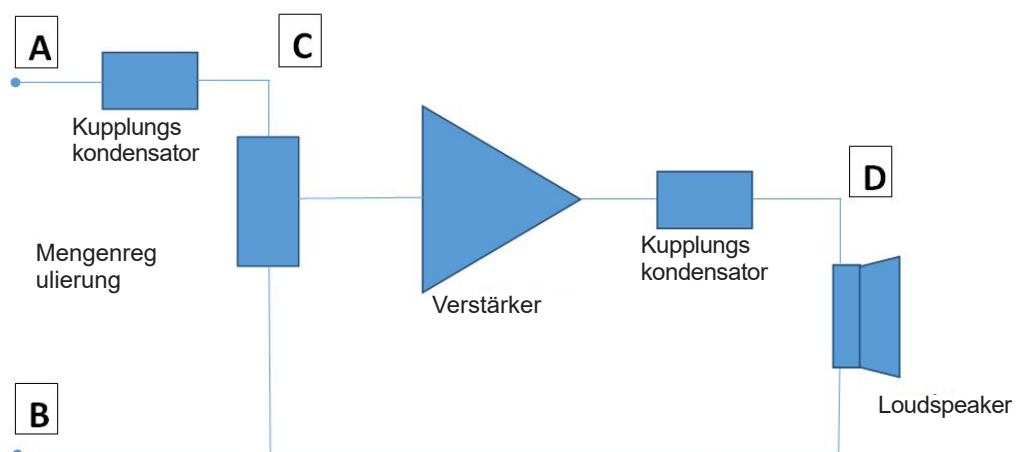 A
C
Kupplungs
kondensator
D
Mengenreg
ulierung
Kupplungs
kondensator
Verstärker
B
Loudspeaker